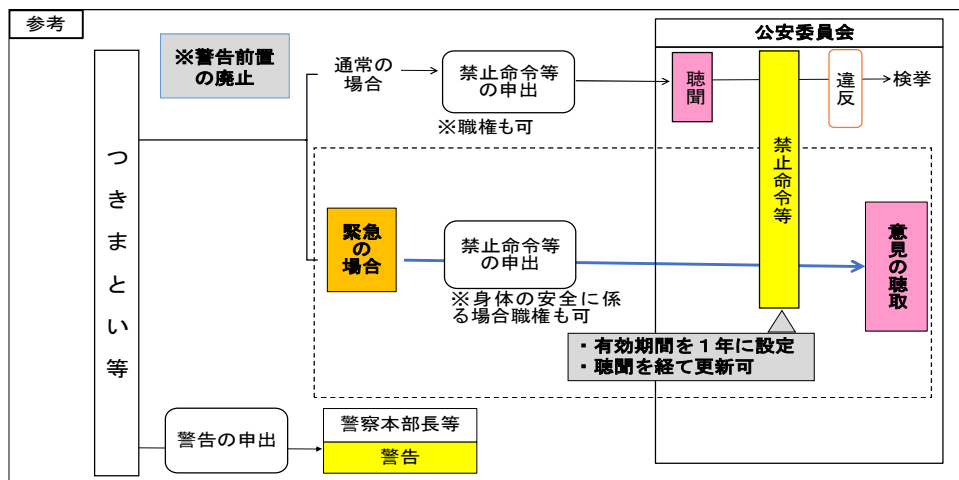 参考
公安委員会
※警告前置
の廃止
通常の
場合
禁止命令等
の申出
※職権も可
聴聞
禁止命令等
違反
検挙
つきまとい等
緊急
の
場合
禁止命令等
の申出
※身体の安全に係
る場合職権も可
意見の聴取
・有効期間を１年に設定
・聴聞を経て更新可
警告の申出
警察本部長等
警告